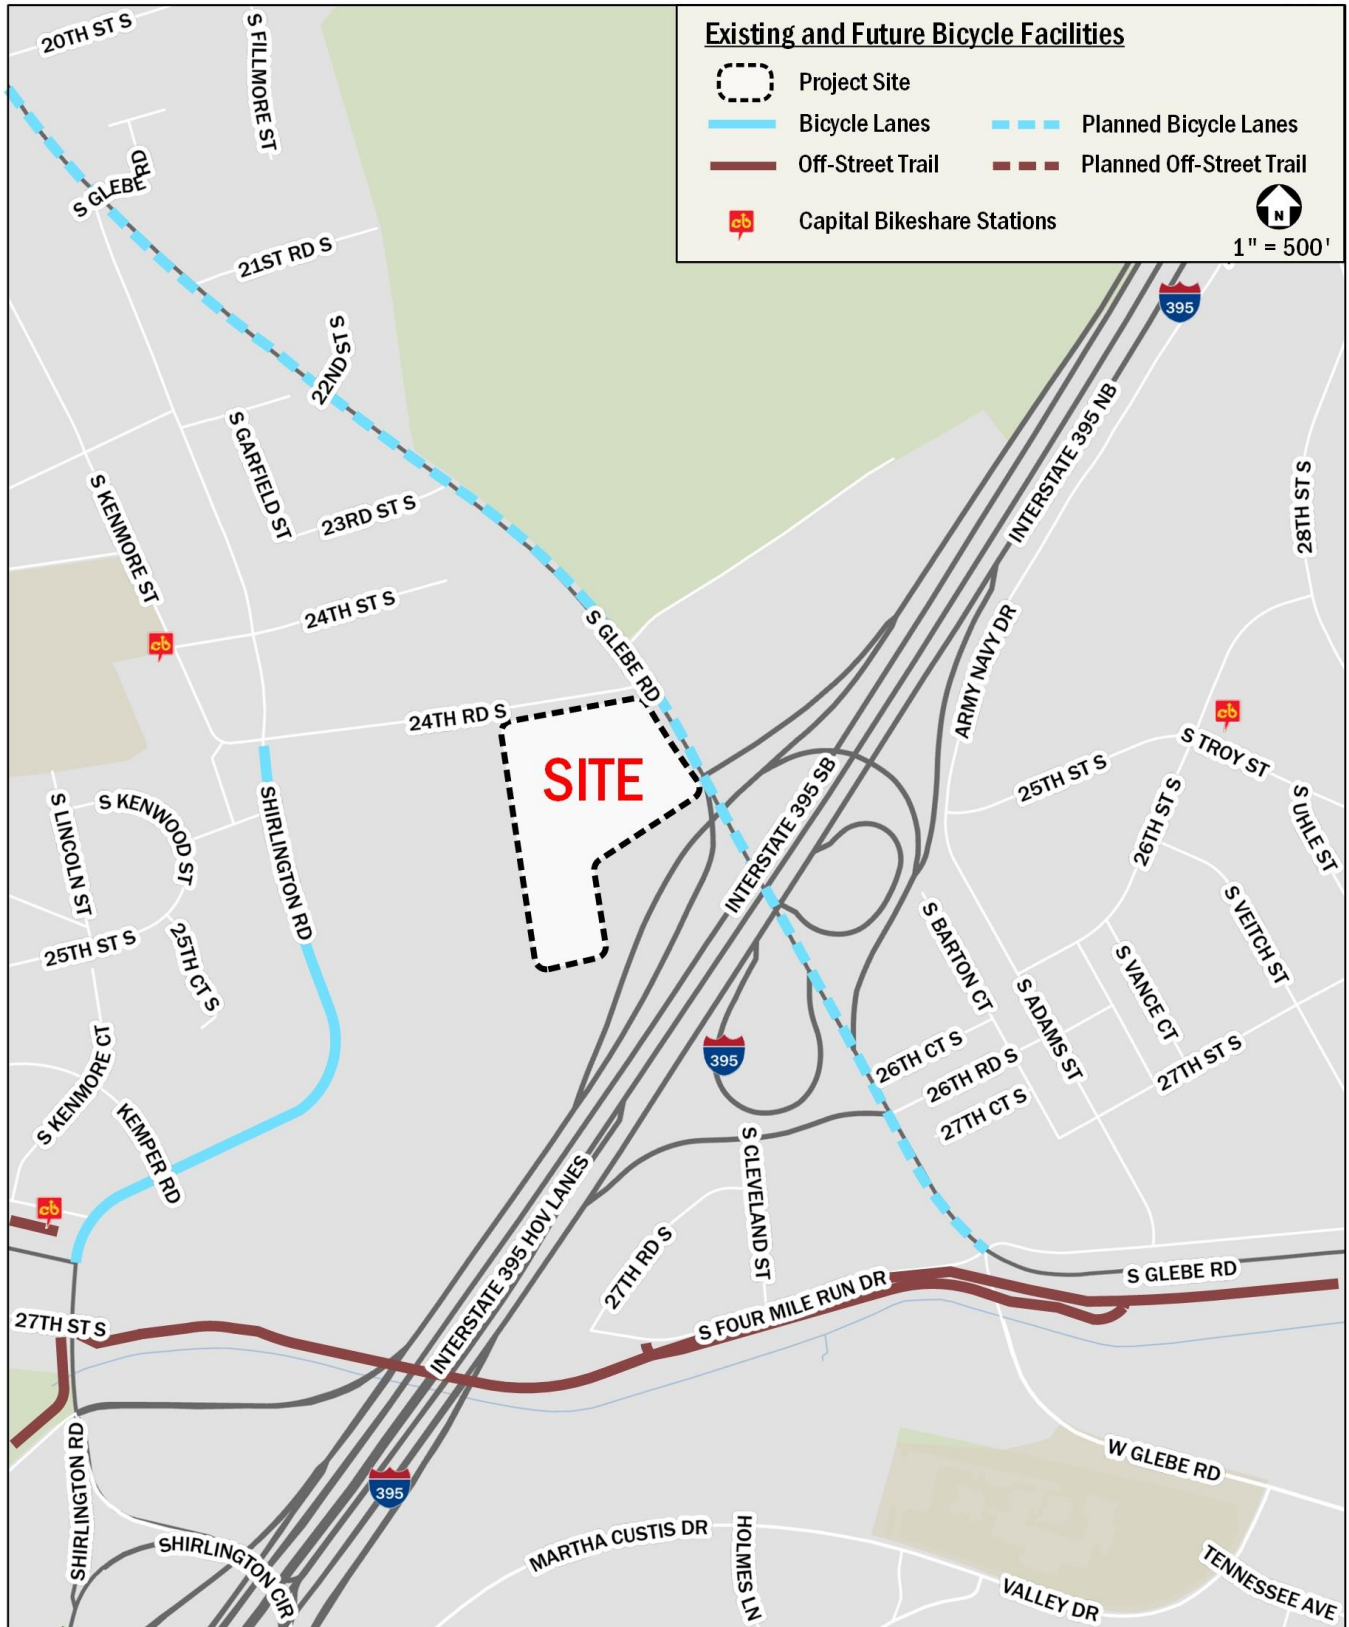 Existing and Future Bicycle Facilities
Project Site
Bicycle Lanes
Planned Bicycle Lanes
Off-Street Trail
Planned Off-Street Trail
Capital Bikeshare Stations
N
1" = 500'
20TH ST S
S FILLMORE ST
S GLEBE RD
21ST RD S
22ND ST S
395
INTERSTATE 395 NB
S GARFIELD ST
23RD ST S
S KENMORE ST
28TH ST S
24TH ST S
S GLEBE RD
ARMY NAVY DR
cb
24TH RD S
cb
S TROY ST
SITE
25TH ST S
INTERSTATE 395 SB
S LINCOLN ST
S KENWOOD ST
SHIRLINGTON RD
26TH ST S
S UHLE ST
25TH ST S
25TH CT S
S BARTON CT
S ADAMS ST
S VANCE CT
S VEITCH ST
395
26TH CT S
26TH RD S
27TH CT S
27TH ST S
S KENMORE CT
KEMPER RD
cb
INTERSTATE 395 HOV LANES
S CLEVELAND ST
27TH RD S
S FOUR MILE RUN DR
S GLEBE RD
27TH ST S
SHIRLINGTON RD
395
W GLEBE RD
SHIRLINGTON CIR
MARTHA CUSTIS DR
HOLMES LN
VALLEY DR
TENNESSEE AVE